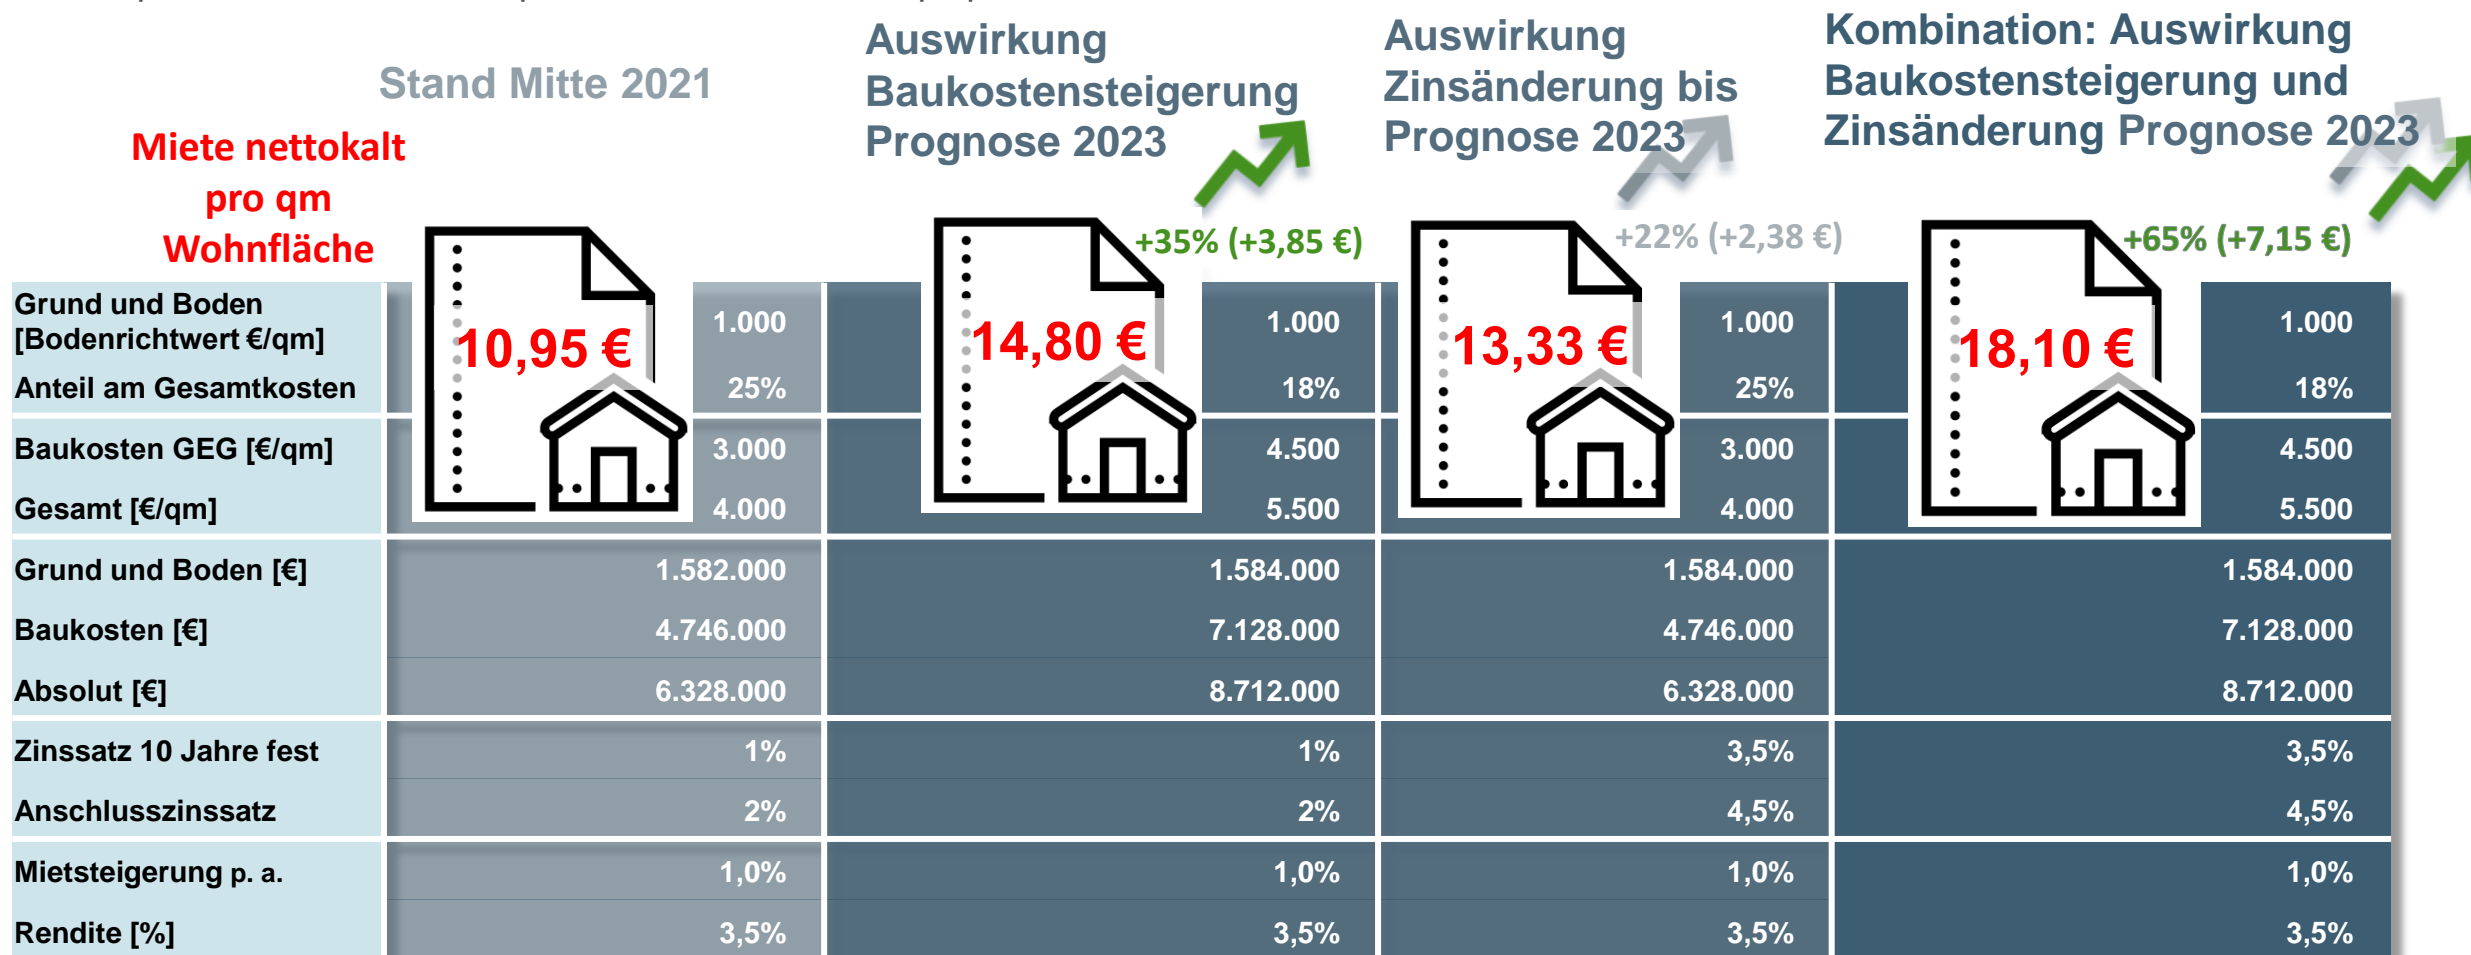 Stand Mitte 2021
Auswirkung
Baukostensteigerung
Prognose 2023
Auswirkung
Zinsänderung bis
Prognose 2023
Kombination: Auswirkung
Baukostensteigerung und
Zinsänderung Prognose 2023
Miete nettokalt
pro qm
Wohnfläche
+35% (+3,85 €)
+22% (+2,38 €)
+65% (+7,15 €)
10,95 €
14,80 €
13,33 €
18,10 €
Grund und Boden
[Bodenrichtwert €/qm]
1.000
1.000
1.000
1.000
Anteil am Gesamtkosten
25%
18%
25%
18%
Baukosten GEG [€/qm]
3.000
4.500
3.000
4.500
Gesamt [€/qm]
4.000
5.500
4.000
5.500
Grund und Boden [€]
1.582.000
1.584.000
1.584.000
1.584.000
Baukosten [€]
4.746.000
7.128.000
4.746.000
7.128.000
Absolut [€]
6.328.000
8.712.000
6.328.000
8.712.000
Zinssatz 10 Jahre fest
1%
1%
3,5%
3,5%
Anschlusszinssatz
2%
2%
4,5%
4,5%
Mietsteigerung p. a.
1,0%
1,0%
1,0%
1,0%
Rendite [%]
3,5%
3,5%
3,5%
3,5%